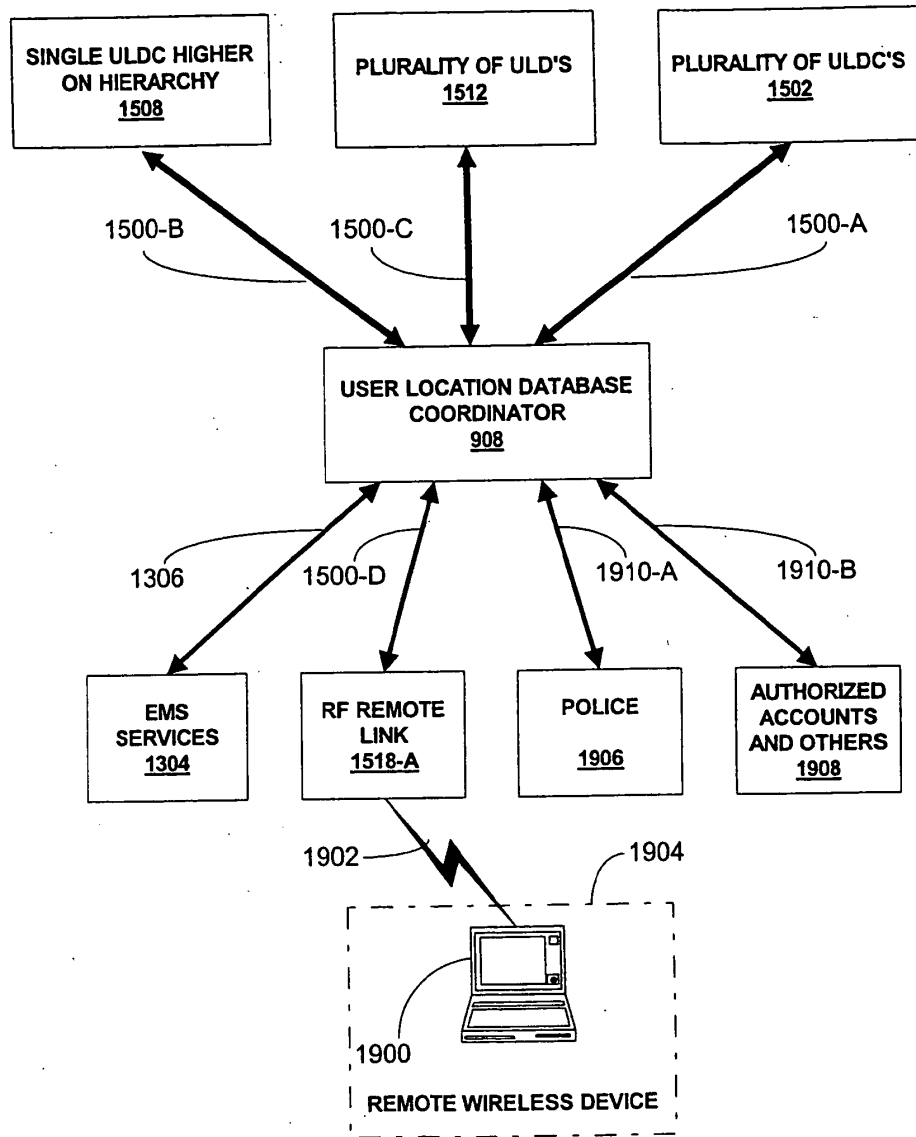 SINGLE ULDC HIGHER
ON HIERARCHY
1508
PLURALITY OF ULD'S
1512
PLURALITY OF ULDC'S
1502
1500-B
1500-C
1500-A
USER LOCATION DATABASE
COORDINATOR
908
1306
1500-D
1910-A
1910-B
EMS
SERVICES
1304
RF REMOTE
LINK
1518-A
POLICE
1906
AUTHORIZED
ACCOUNTS
AND OTHERS
1908
1902
1904
1900
REMOTE WIRELESS DEVICE